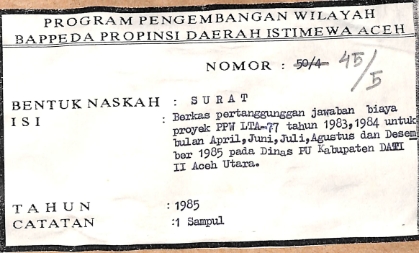 PROGRAM PENGEMBANGAN WILAYAH
BAPPEDA PROPINSI DAERAH ISTIMEWA ACEH
NOMOR : 50/4 45/5
BENTUK NASKAH : SURAT
ISI : Berkas pertanggungan jawaban biaya
proyek PPW LTA-77 tahun 1983,1984 untuk
bulan April,Juni,Juli,Agustus dan Desem
ber 1985 pada Dinas PU Kabupaten DATI
II Aceh Utara.
TAHUN : 1985
CATATAN :1 Sampul